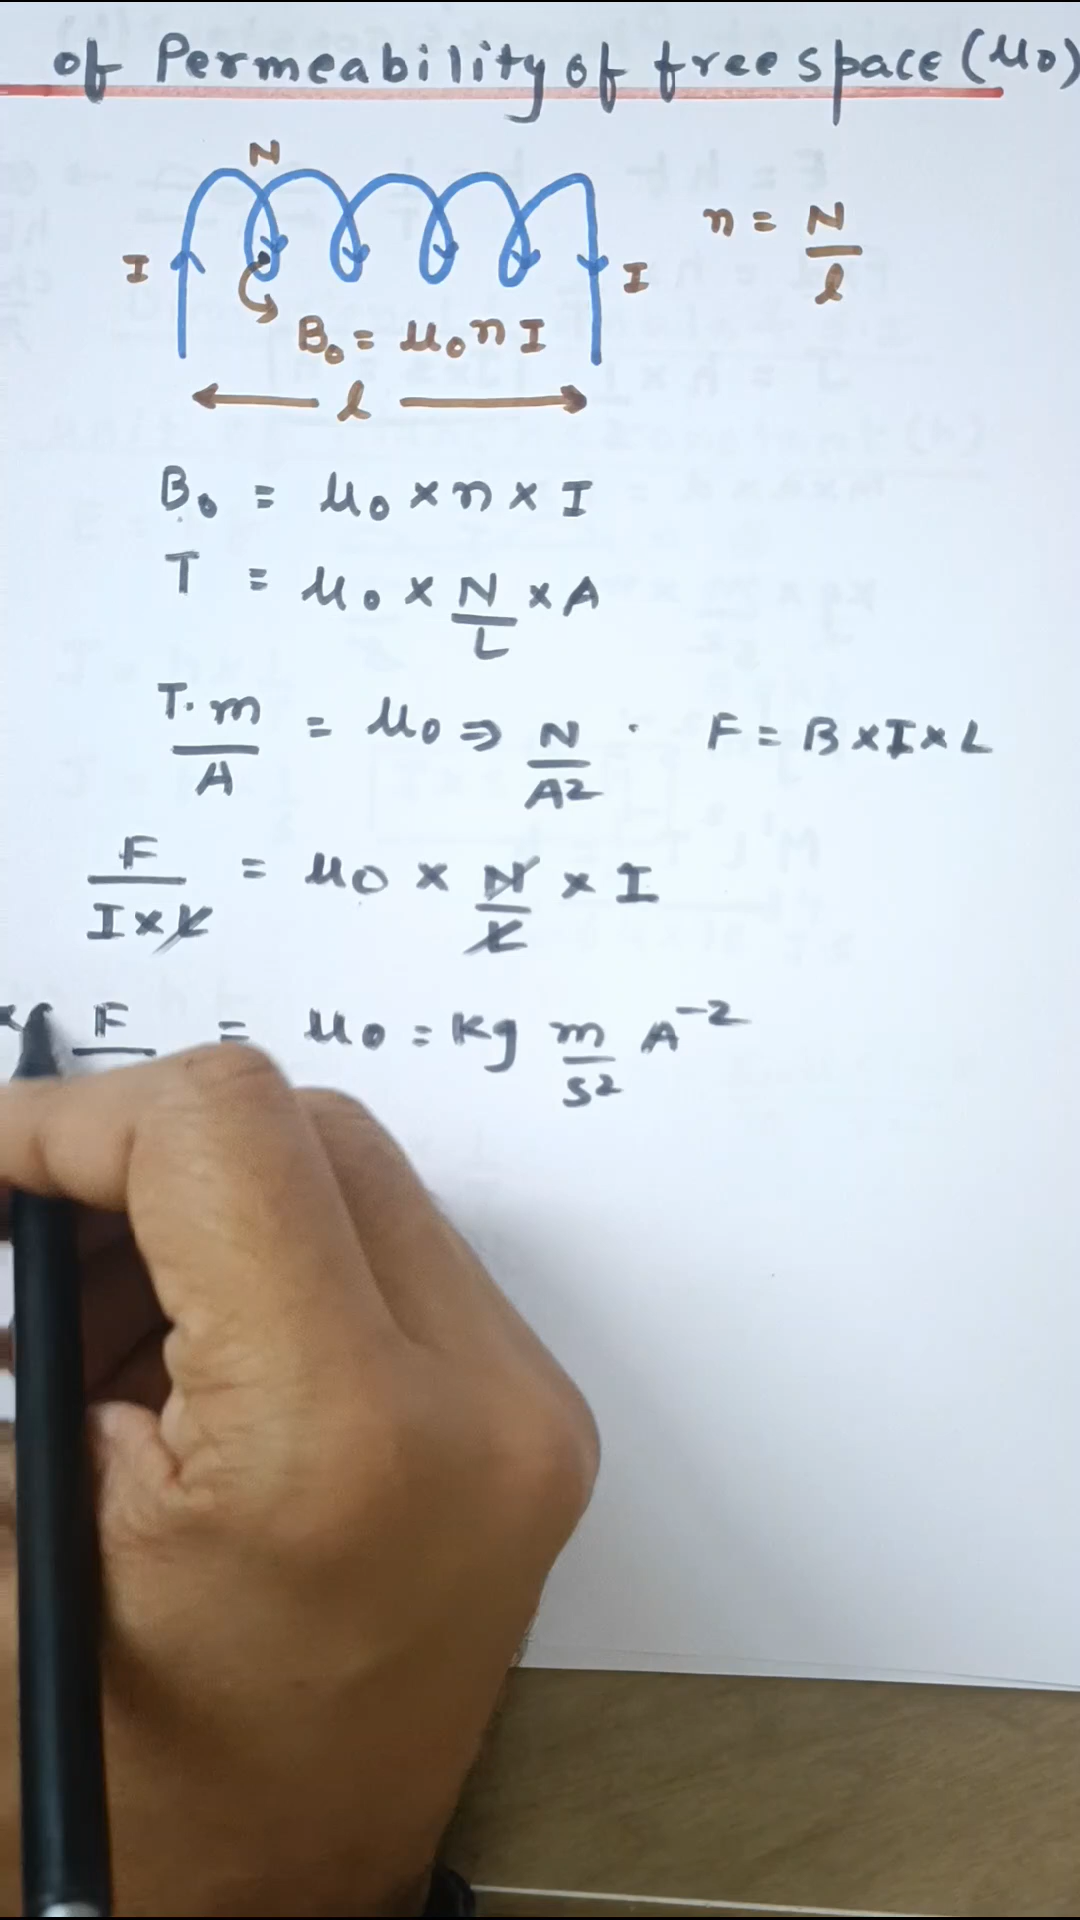 of Permeability of free space (μ0)
N
n = N/l
I
I
B₀ = μ₀ n I
l
B₀ = μ₀ × n × I
T = μ₀ × N/L × A
T.m/A = μ₀ ⇒ N/A² . F = B × I × L
F/I×L = μ₀ × N/L × I
F = μ₀ = kg m/s² A⁻²